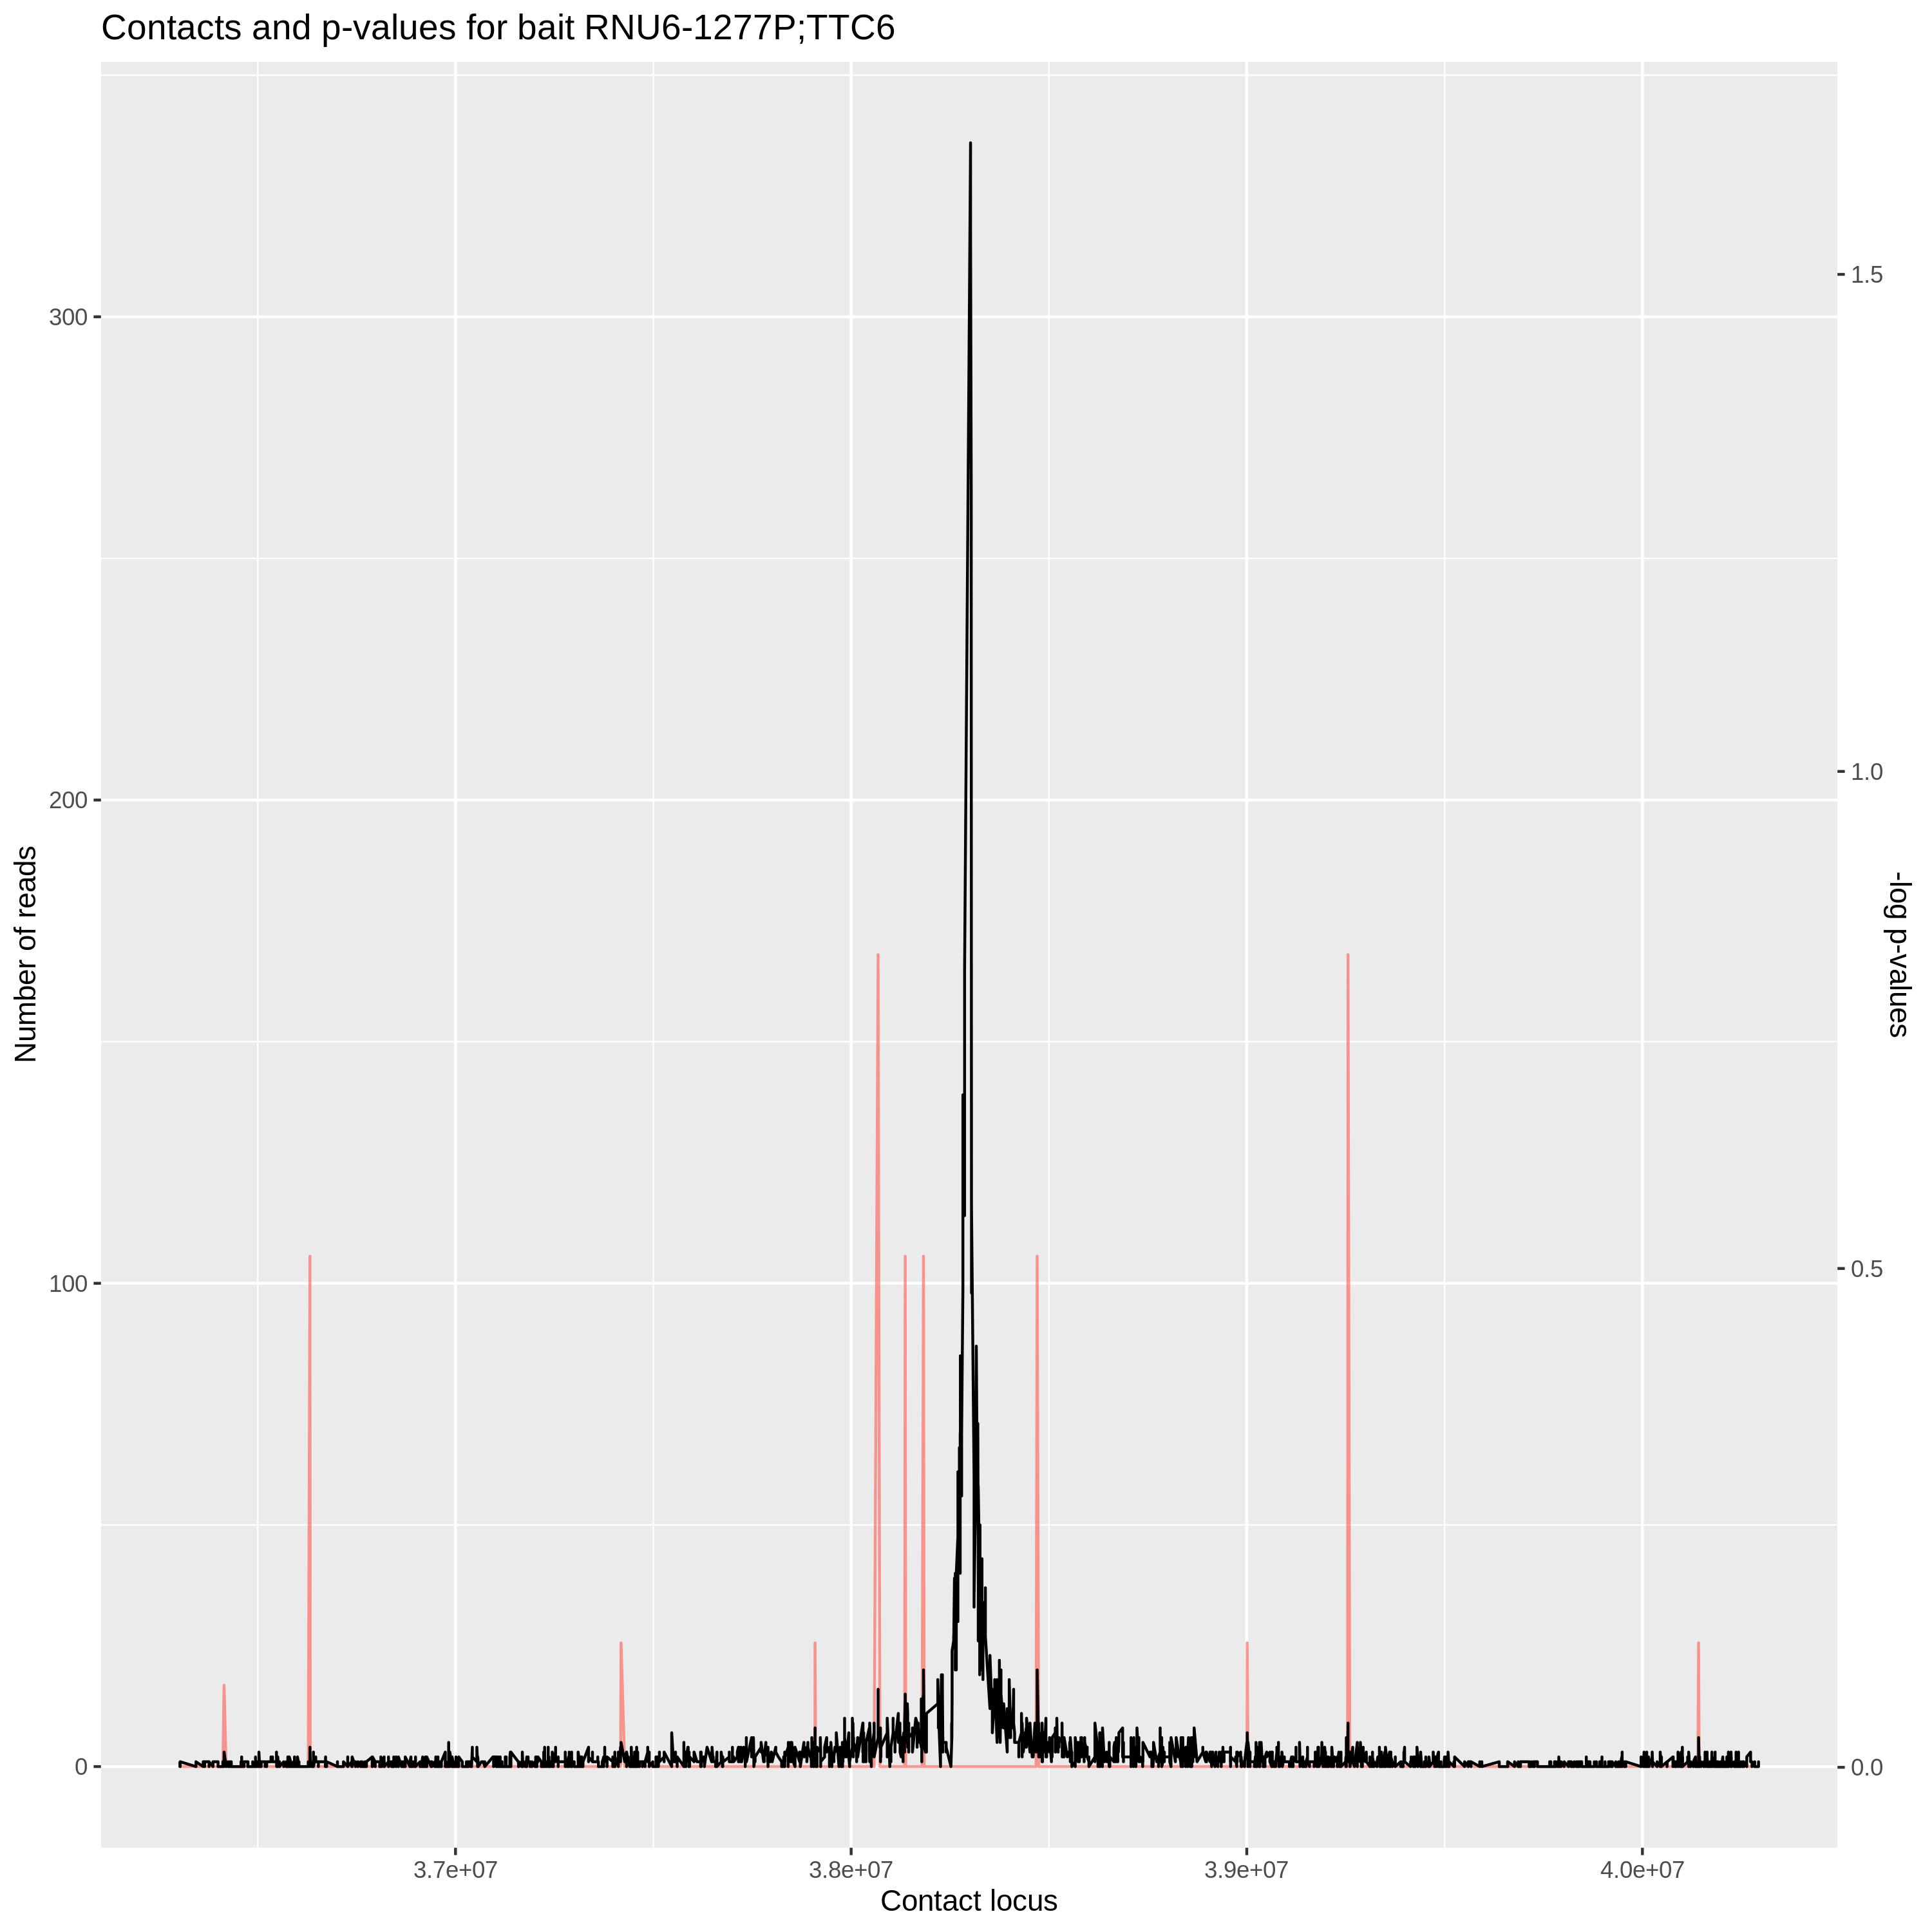 Contacts and p-values for bait RNU6-1277P;TTC6
Number of reads
300
200
100
0
1.5
1.0
0.5
0.0
-log p-values
3.7e+07
3.8e+07
3.9e+07
4.0e+07
Contact locus